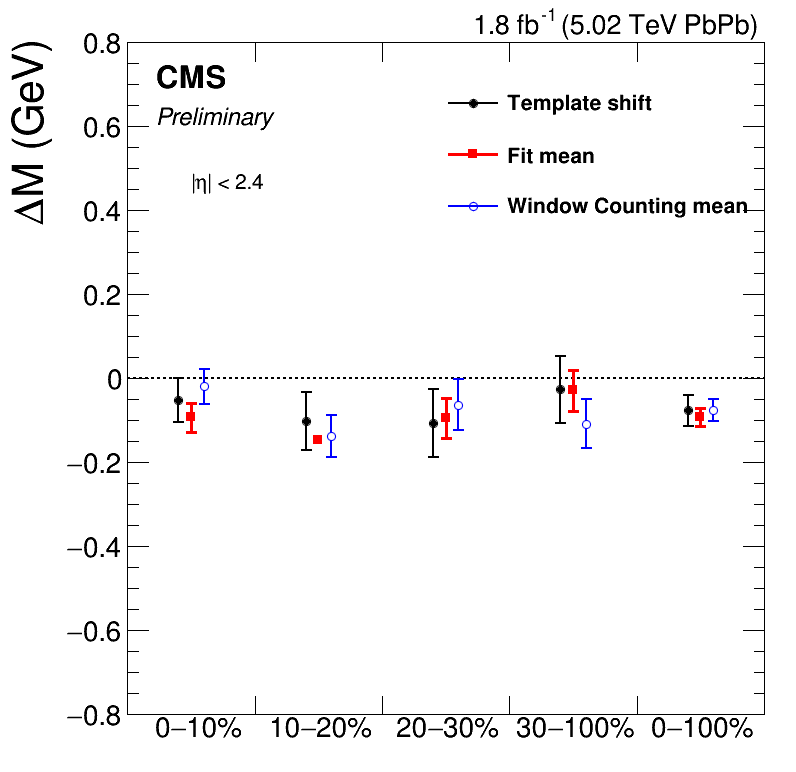 1.8 fb⁻¹ (5.02 TeV PbPb)
ΔM (GeV)
CMS
Preliminary
|η| < 2.4
Template shift
Fit mean
Window Counting mean
0.8
0.6
0.4
0.2
0
−0.2
−0.4
−0.6
−0.8
0−10% 10−20% 20−30% 30−100% 0−100%